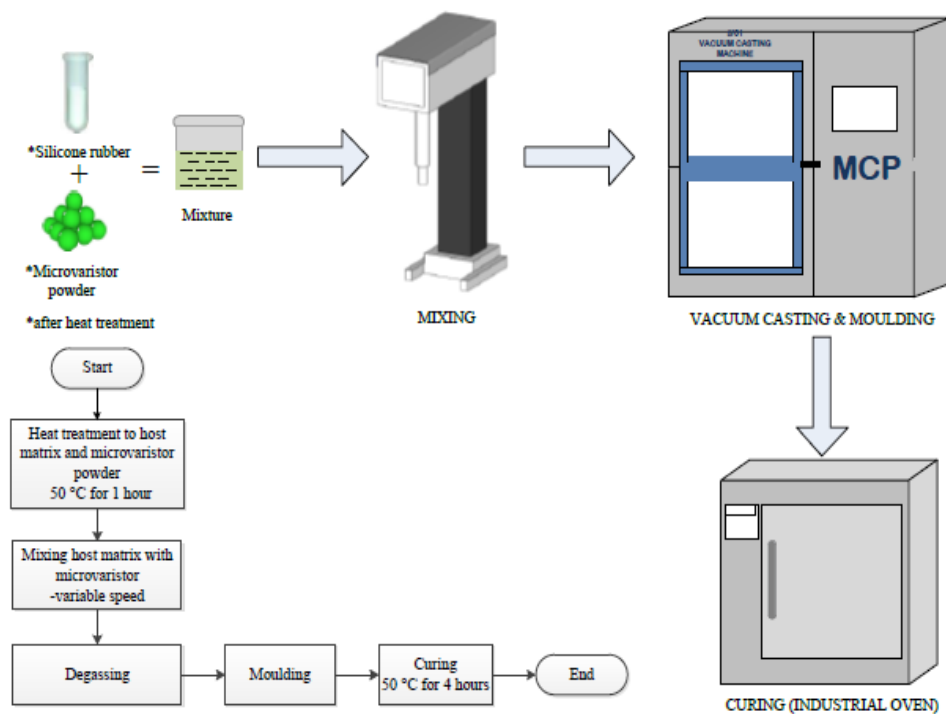 *Silicone rubber
+
=
Mixture
*Microvaristor
powder
*after heat treatment
MIXING
VACUUM CASTING
MACHINE
MCP
VACUUM CASTING & MOULDING
CURING (INDUSTRIAL OVEN)
Start
Heat treatment to host
matrix and microvaristor
powder
50 °C for 1 hour
Mixing host matrix with
microvaristor
-variable speed
Degassing
Moulding
Curing
50 °C for 4 hours
End